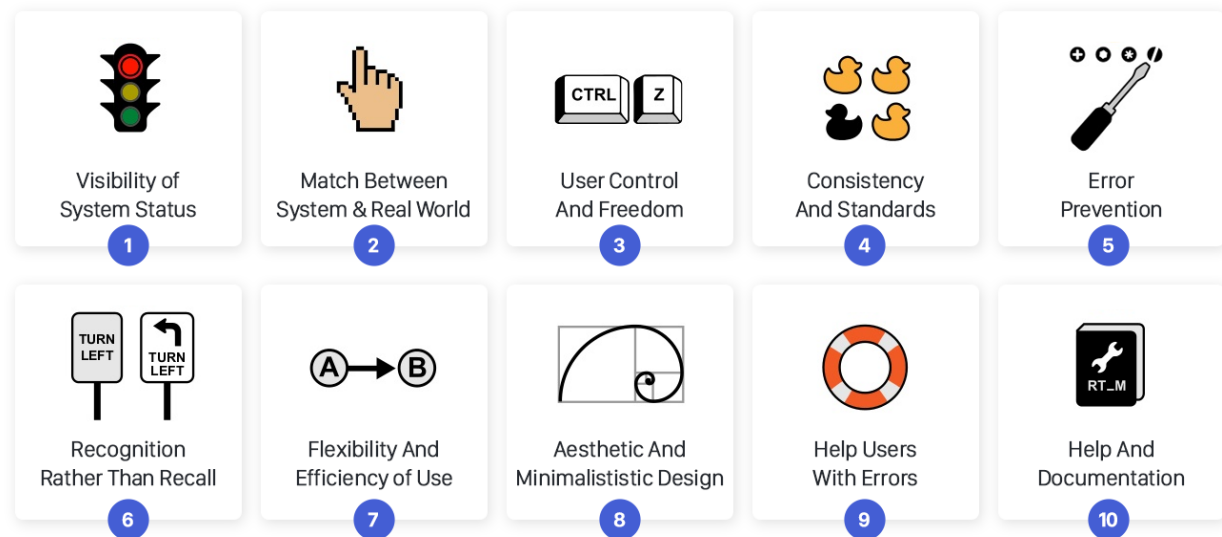 CTRL Z
Visibility of
System Status
1
Match Between
System & Real World
2
User Control
And Freedom
3
Consistency
And Standards
4
Error
Prevention
5
TURN
LEFT
TURN
LEFT
Recognition
Rather Than Recall
6
A B
Flexibility And
Efficiency of Use
7
Aesthetic And
Minimalististic Design
8
Help Users
With Errors
9
RT_M
Help And
Documentation
10